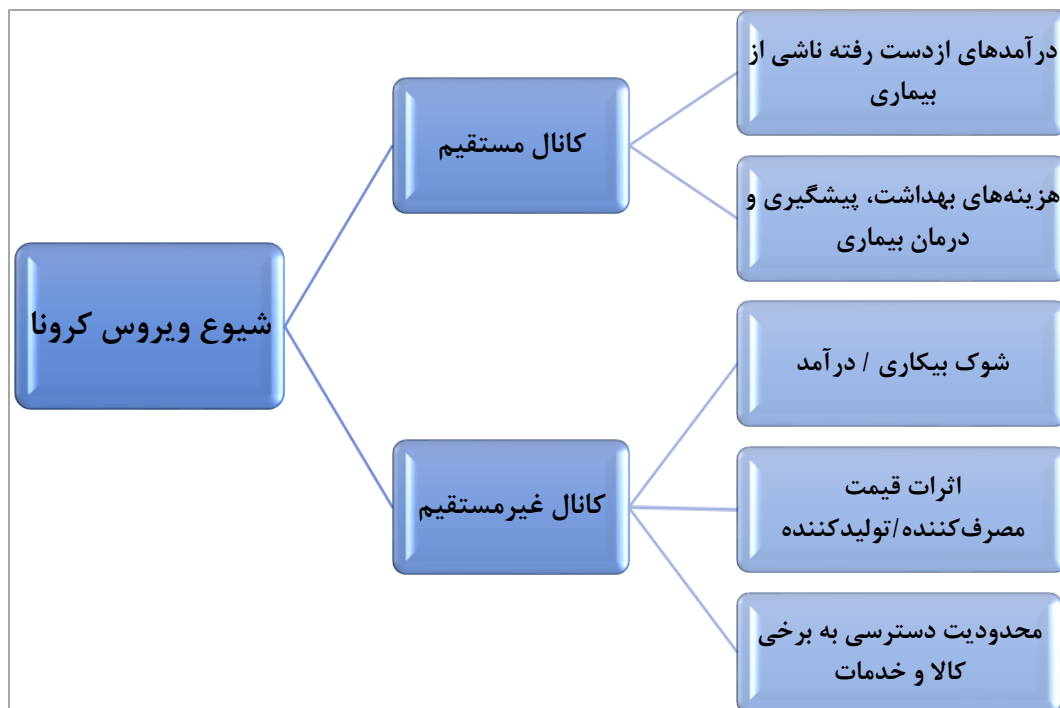 شیوع ویروس کرونا
کانال مستقیم
درآمدهای ازدست رفته ناشی از
بیماری
هزینه‌های بهداشت، پیشگیری و
درمان بیماری
کانال غیرمستقیم
شوک بیکاری / درآمد
اثرات قیمت
مصرف‌کننده/تولیدکننده
محدودیت دسترسی به برخی
کالا و خدمات